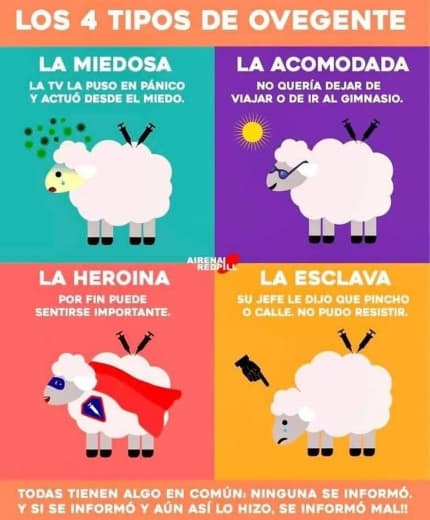 LOS 4 TIPOS DE OVEGENTE
LA MIEDOSA
LA TV LA PUSO EN PÁNICO
Y ACTUÓ DESDE EL MIEDO.
LA ACOMODADA
NO QUERÍA DEJAR DE
VIAJAR O DE IR AL GIMNASIO.
AIRENAI
REDPILL
LA HEROINA
POR FIN PUEDE
SENTIRSE IMPORTANTE.
LA ESCLAVA
SU JEFE LE DIJO QUE PINCHO
O CALLE. NO PUDO RESISTIR.
TODAS TIENEN ALGO EN COMÚN: NINGUNA SE INFORMÓ.
Y SI SE INFORMÓ Y AÚN ASÍ LO HIZO, SE INFORMÓ MAL!!